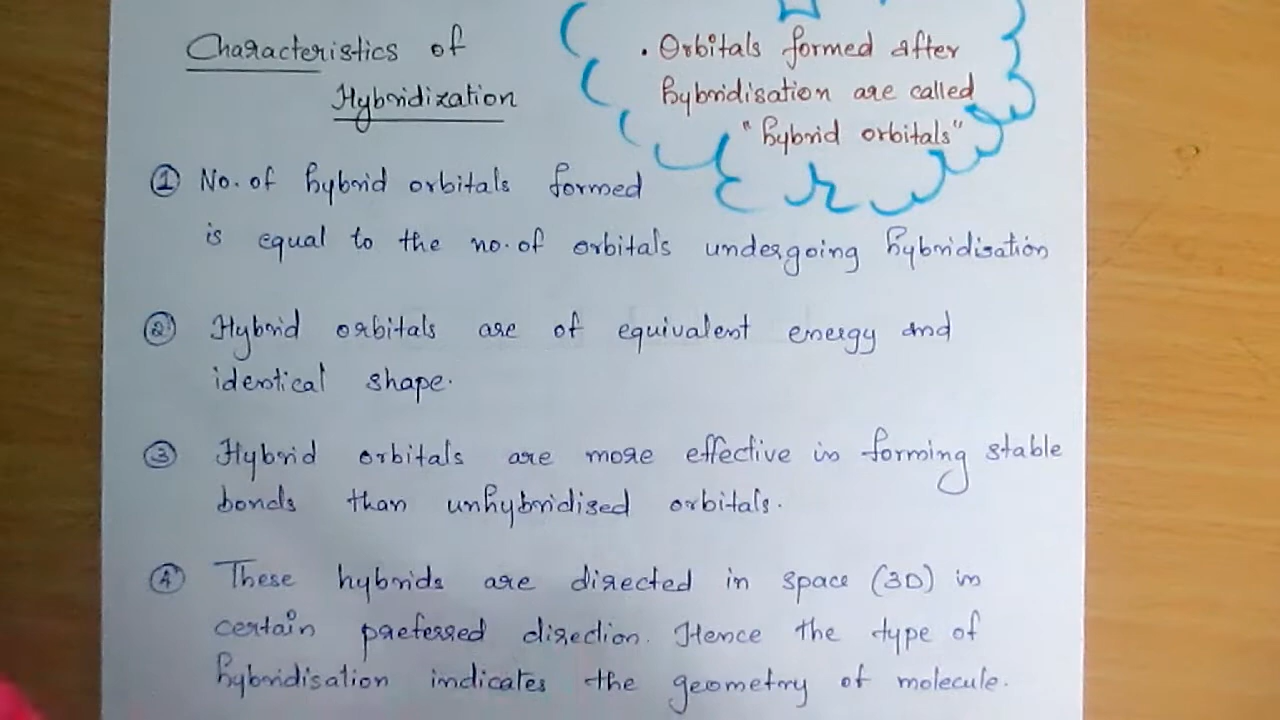 Characteristics of
Hybridization
. Orbitals formed after
hybridisation are called
"hybrid orbitals"
① No. of hybrid orbitals formed
is equal to the no. of orbitals undergoing hybridisation
② Hybrid orbitals are of equivalent energy and
identical shape.
③ Hybrid orbitals are more effective in forming stable
bonds than unhybridised orbitals.
④ These hybrids are directed in space (3D) in
certain preferred direction. Hence the type of
hybridisation indicates the geometry of molecule.